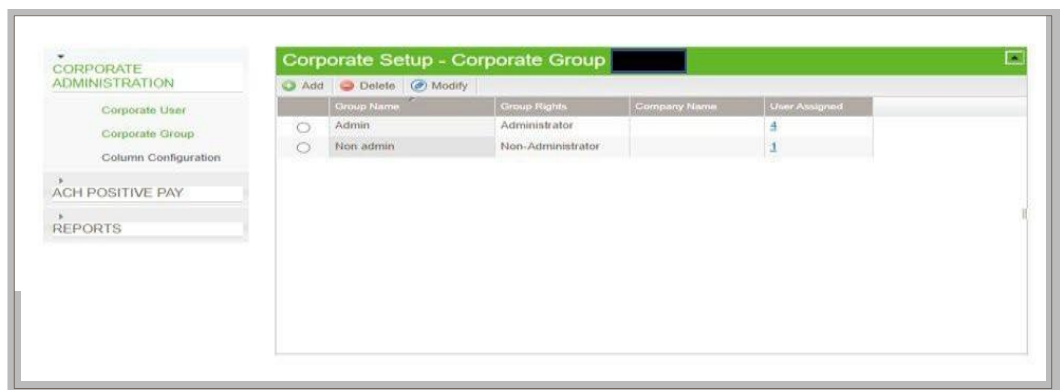 CORPORATE
ADMINISTRATION
Corporate User
Corporate Group
Column Configuration
ACH POSITIVE PAY
REPORTS
Corporate Setup - Corporate Group
Add Delete Modify
Group Name Group Rights Company Name User Assigned
Admin Administrator 4
Non admin Non-Administrator 1